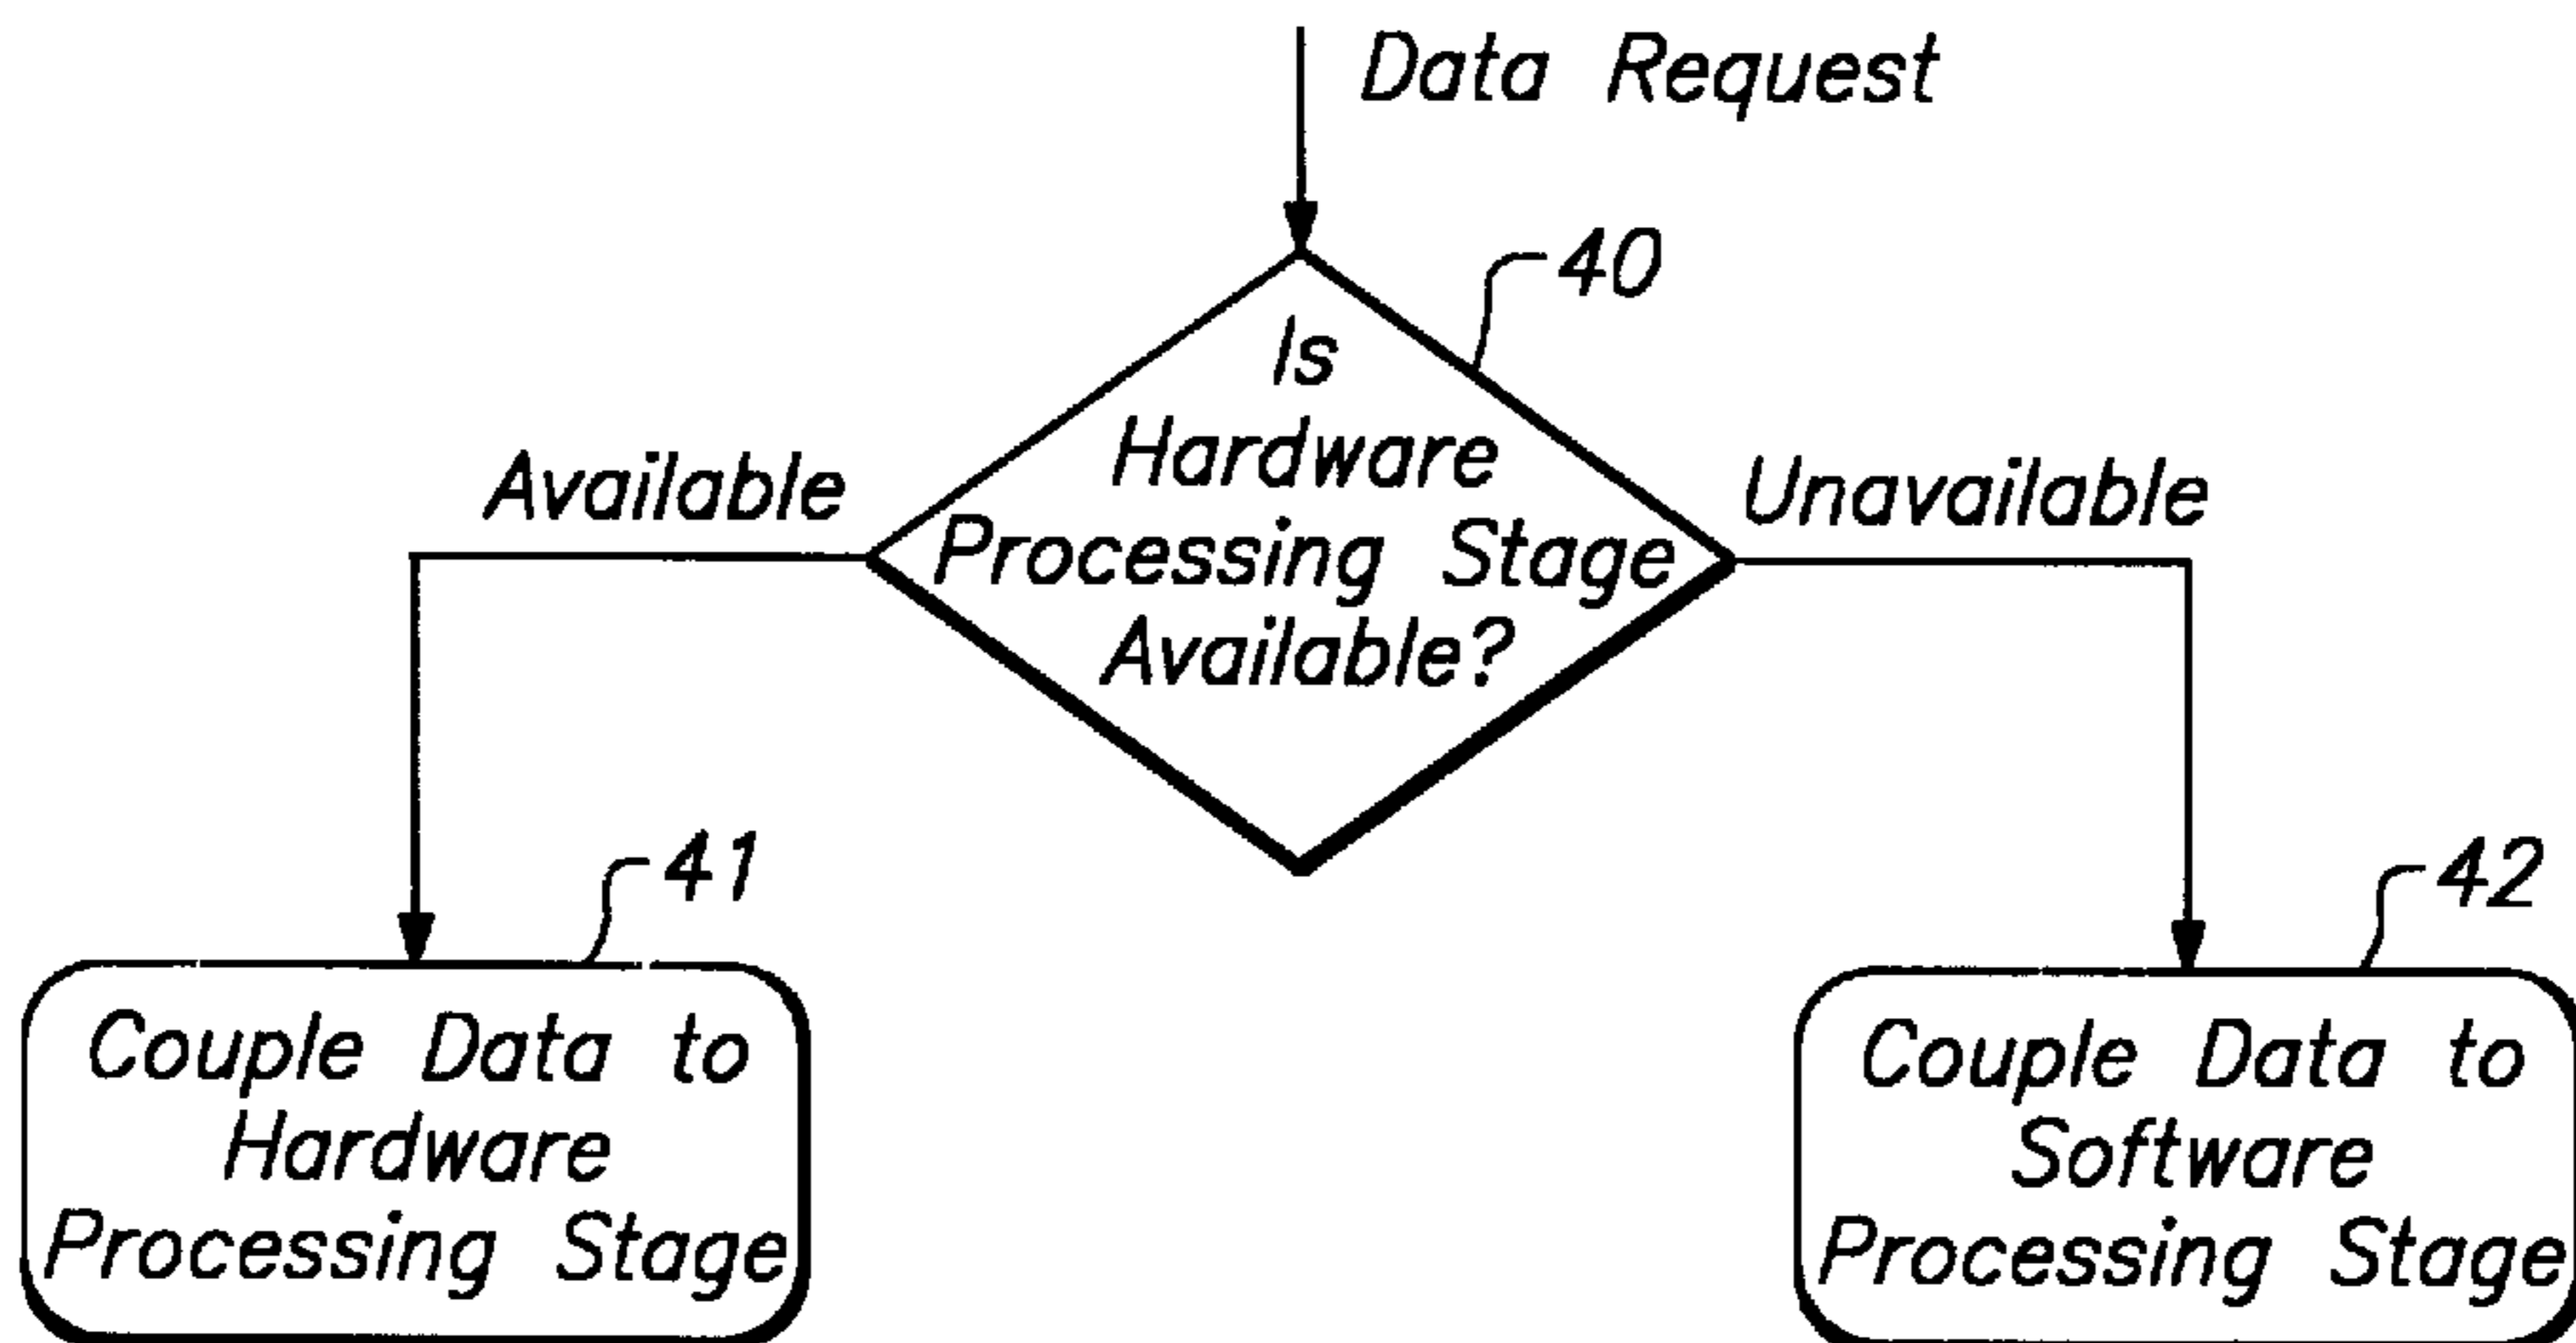 Data Request
40
Is
Hardware
Processing Stage
Available?
Available
Unavailable
41
Couple Data to
Hardware
Processing Stage
42
Couple Data to
Software
Processing Stage